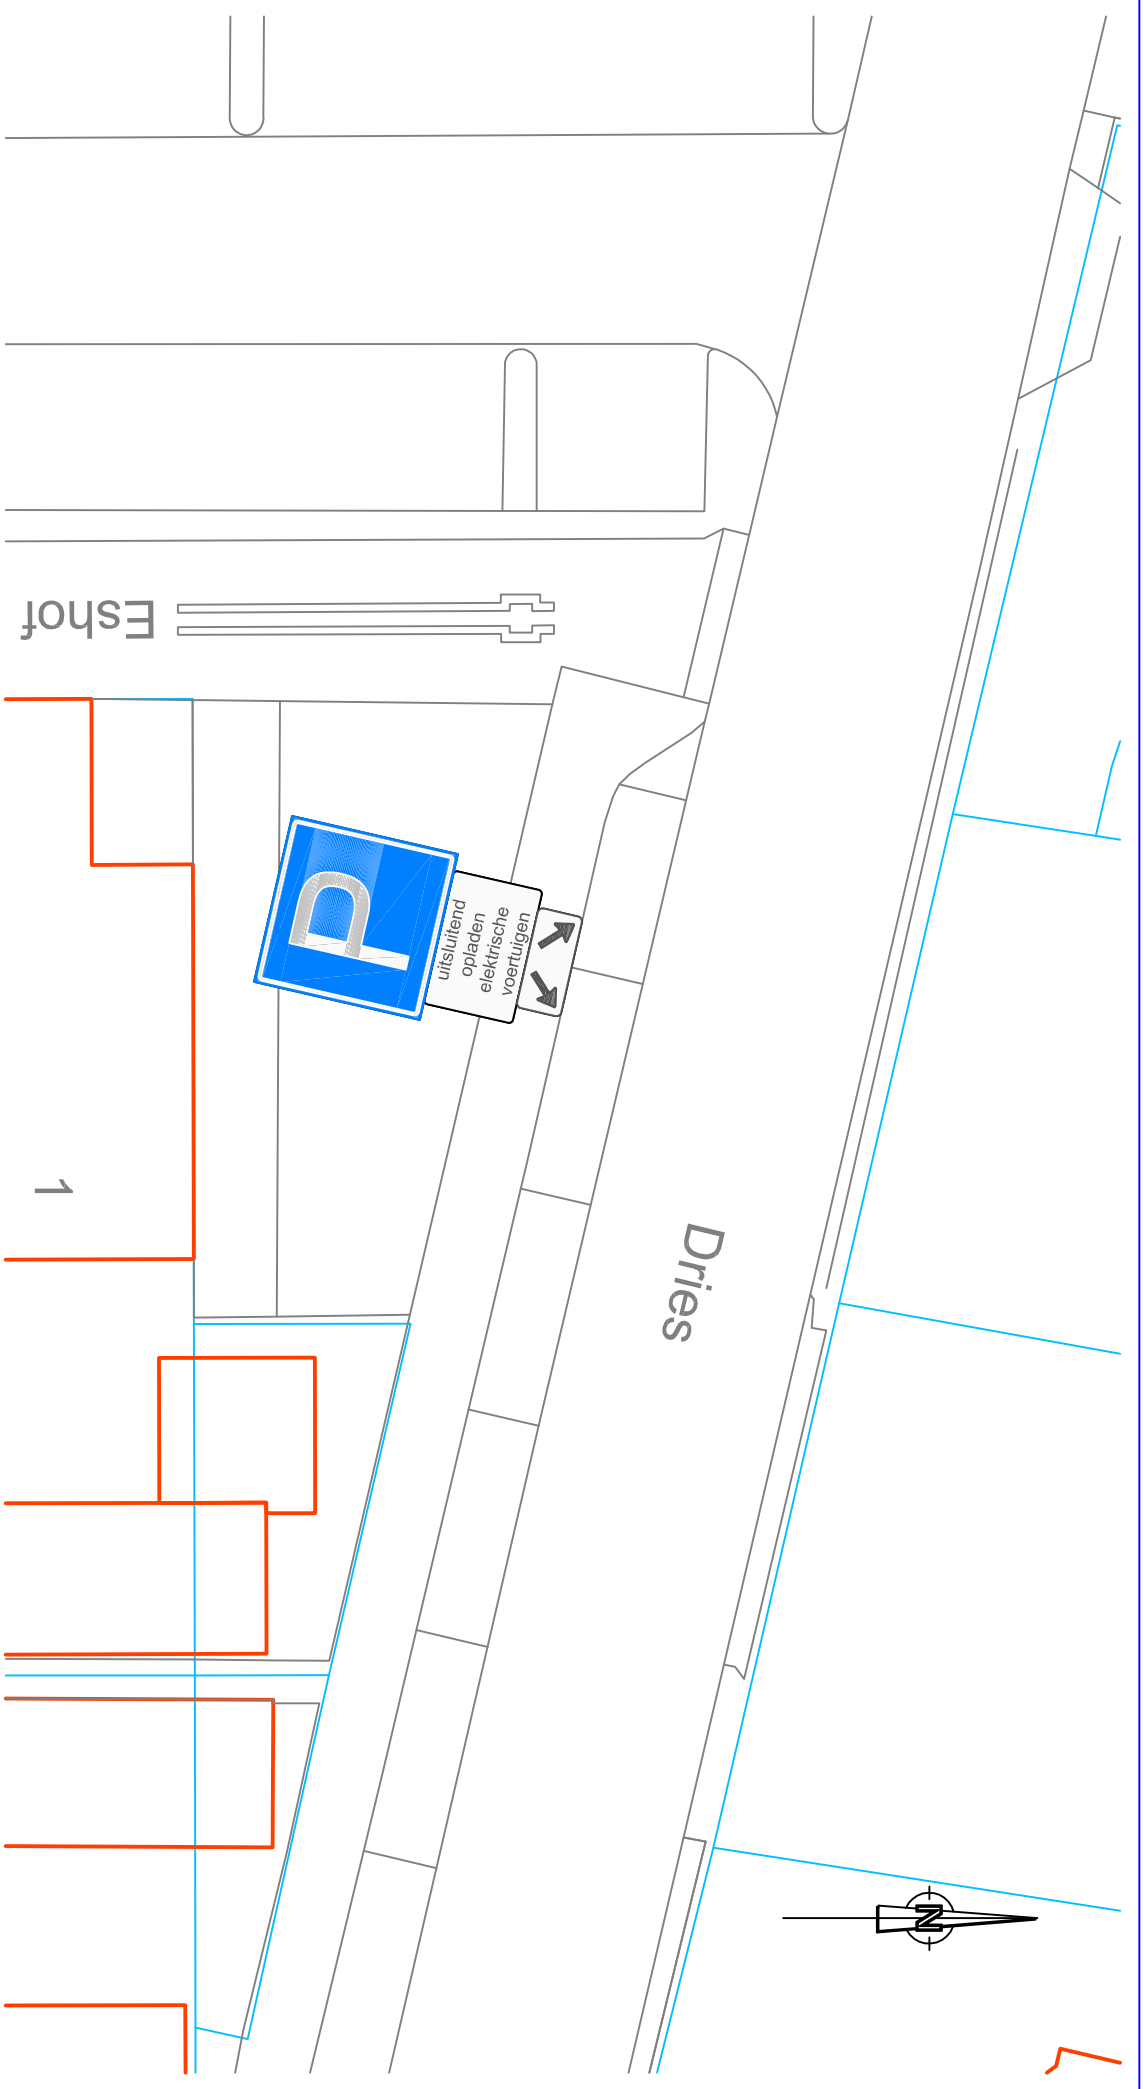 Eshof
P
uitsluitend
opladen
elektrische
voertuigen
1
Dries
N